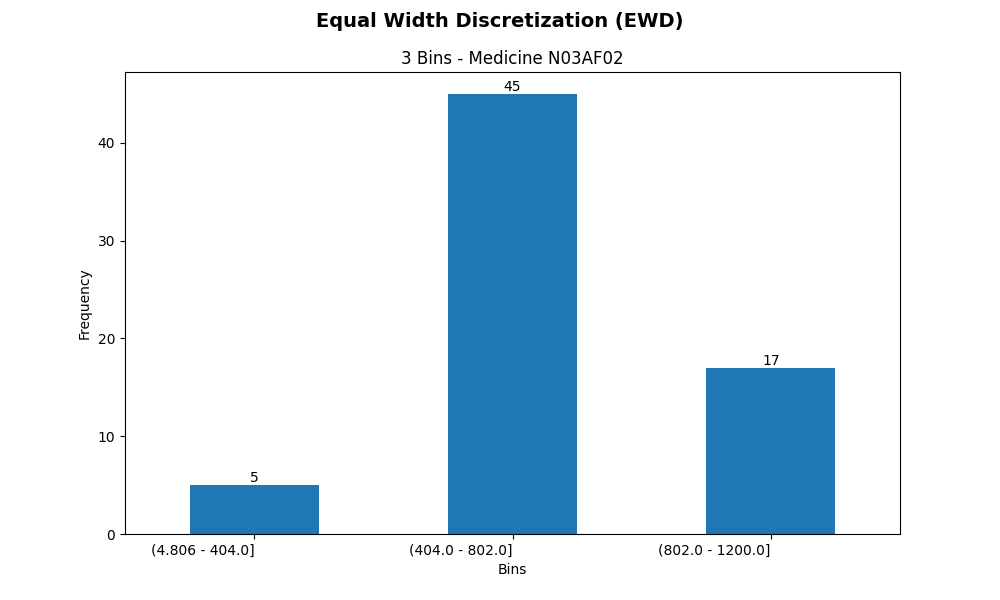 Equal Width Discretization (EWD)
3 Bins - Medicine N03AF02
Frequency
40
30
20
10
0
5
45
17
(4.806 - 404.0]
(404.0 - 802.0]
(802.0 - 1200.0]
Bins